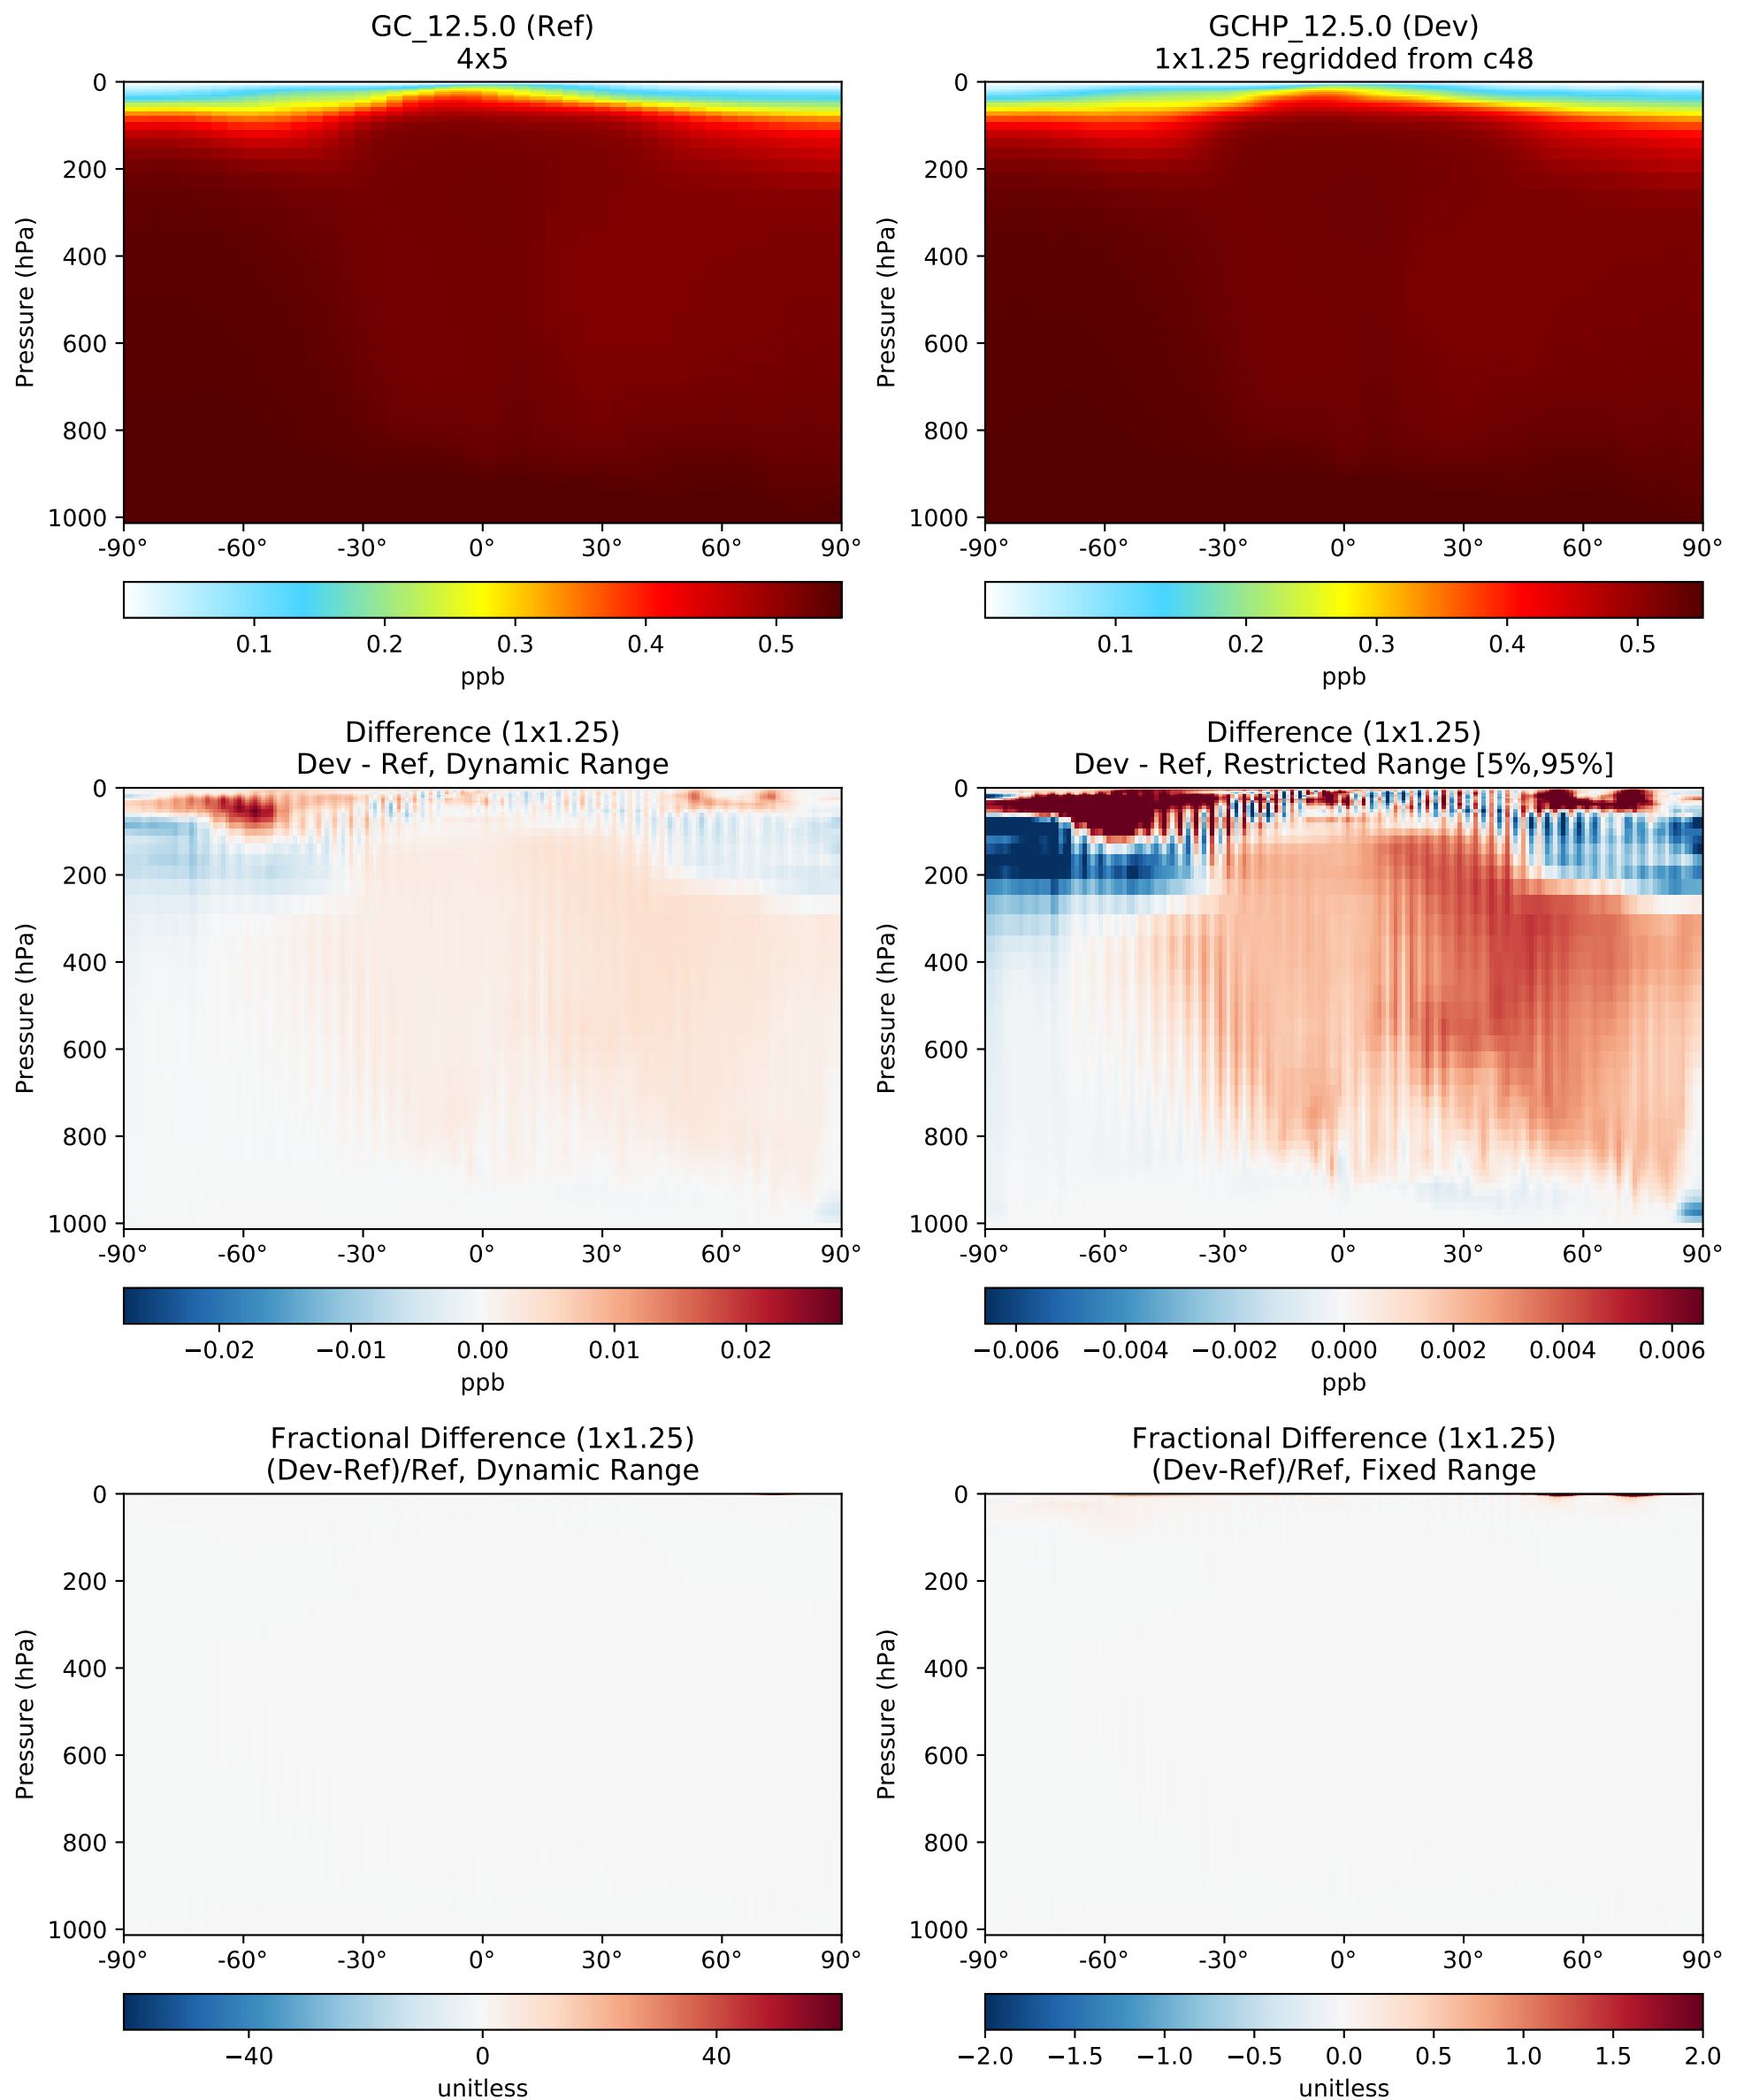 GC_12.5.0 (Ref)
4x5
0
200
400
600
800
1000
Pressure (hPa)
-90° -60° -30° 0° 30° 60° 90°
0.1 0.2 0.3 0.4 0.5
ppb
GCHP_12.5.0 (Dev)
1x1.25 regridded from c48
0
200
400
600
800
1000
Pressure (hPa)
-90° -60° -30° 0° 30° 60° 90°
0.1 0.2 0.3 0.4 0.5
ppb
Difference (1x1.25)
Dev - Ref, Dynamic Range
0
200
400
600
800
1000
Pressure (hPa)
-90° -60° -30° 0° 30° 60° 90°
−0.02 −0.01 0.00 0.01 0.02
ppb
Difference (1x1.25)
Dev - Ref, Restricted Range [5%,95%]
0
200
400
600
800
1000
Pressure (hPa)
-90° -60° -30° 0° 30° 60° 90°
−0.006 −0.004 −0.002 0.000 0.002 0.004 0.006
ppb
Fractional Difference (1x1.25)
(Dev-Ref)/Ref, Dynamic Range
0
200
400
600
800
1000
Pressure (hPa)
-90° -60° -30° 0° 30° 60° 90°
−40 0 40
unitless
Fractional Difference (1x1.25)
(Dev-Ref)/Ref, Fixed Range
0
200
400
600
800
1000
Pressure (hPa)
-90° -60° -30° 0° 30° 60° 90°
−2.0 −1.5 −1.0 −0.5 0.0 0.5 1.0 1.5 2.0
unitless